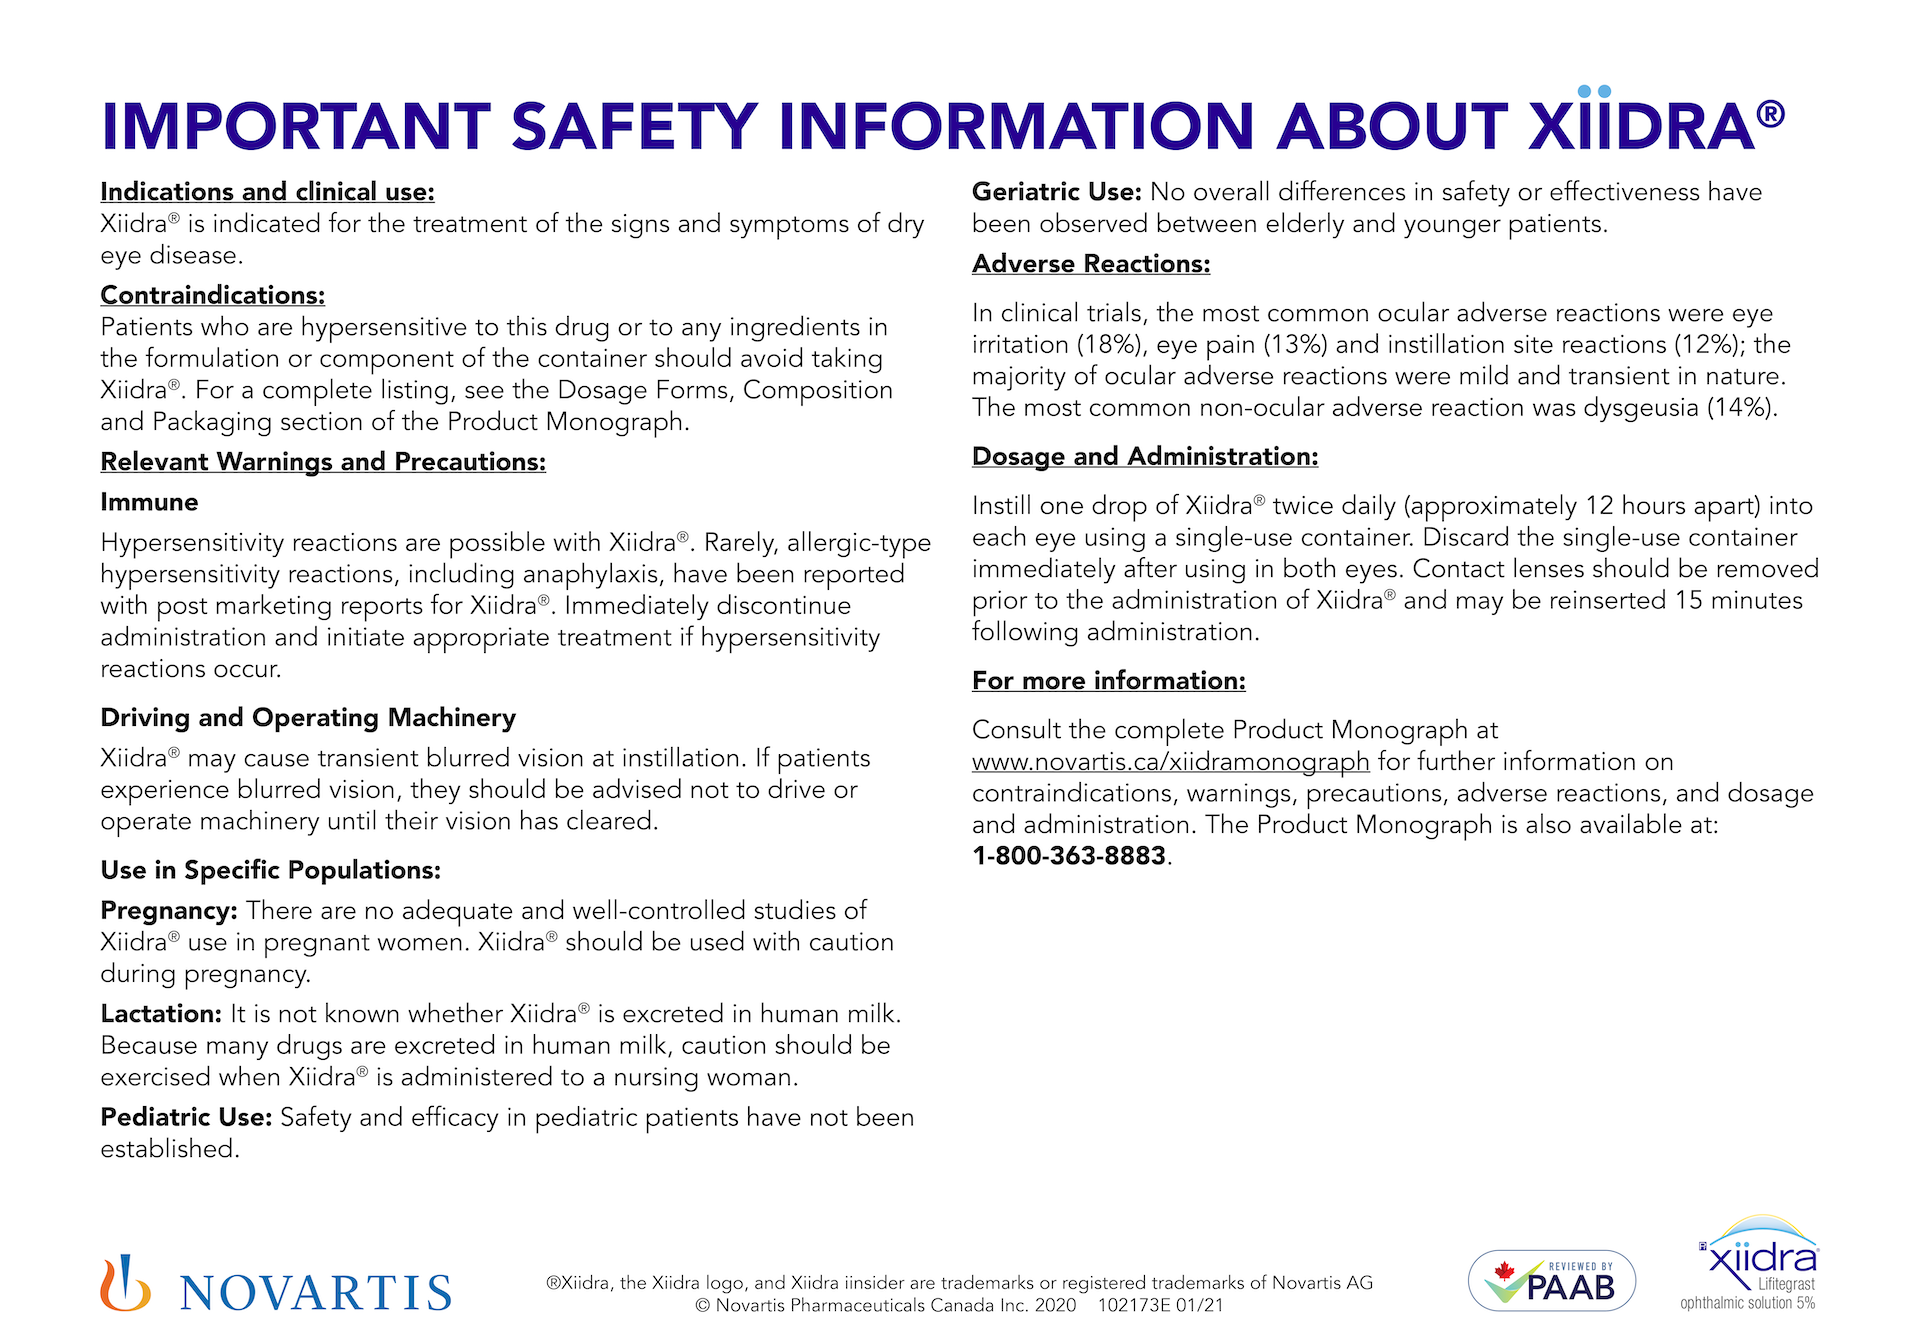 IMPORTANT SAFETY INFORMATION ABOUT XIIDRA®
Indications and clinical use:
Xiidra® is indicated for the treatment of the signs and symptoms of dry
eye disease.
Contraindications:
Patients who are hypersensitive to this drug or to any ingredients in
the formulation or component of the container should avoid taking
Xiidra®. For a complete listing, see the Dosage Forms, Composition
and Packaging section of the Product Monograph.
Relevant Warnings and Precautions:
Immune
Hypersensitivity reactions are possible with Xiidra®. Rarely, allergic-type
hypersensitivity reactions, including anaphylaxis, have been reported
with post marketing reports for Xiidra®. Immediately discontinue
administration and initiate appropriate treatment if hypersensitivity
reactions occur.
Driving and Operating Machinery
Xiidra® may cause transient blurred vision at instillation. If patients
experience blurred vision, they should be advised not to drive or
operate machinery until their vision has cleared.
Use in Specific Populations:
Pregnancy: There are no adequate and well-controlled studies of
Xiidra® use in pregnant women. Xiidra® should be used with caution
during pregnancy.
Lactation: It is not known whether Xiidra® is excreted in human milk.
Because many drugs are excreted in human milk, caution should be
exercised when Xiidra® is administered to a nursing woman.
Pediatric Use: Safety and efficacy in pediatric patients have not been
established.
Geriatric Use: No overall differences in safety or effectiveness have
been observed between elderly and younger patients.
Adverse Reactions:
In clinical trials, the most common ocular adverse reactions were eye
irritation (18%), eye pain (13%) and instillation site reactions (12%); the
majority of ocular adverse reactions were mild and transient in nature.
The most common non-ocular adverse reaction was dysgeusia (14%).
Dosage and Administration:
Instill one drop of Xiidra® twice daily (approximately 12 hours apart) into
each eye using a single-use container. Discard the single-use container
immediately after using in both eyes. Contact lenses should be removed
prior to the administration of Xiidra® and may be reinserted 15 minutes
following administration.
For more information:
Consult the complete Product Monograph at
www.novartis.ca/xiidramonograph for further information on
contraindications, warnings, precautions, adverse reactions, and dosage
and administration. The Product Monograph is also available at:
1-800-363-8883.
NOVARTIS
®Xiidra, the Xiidra logo, and Xiidra iinsider are trademarks or registered trademarks of Novartis AG
© Novartis Pharmaceuticals Canada Inc. 2020 102173E 01/21
REVIEWED BY
PAAB
xiidra®
Lifitegrast
ophthalmic solution 5%